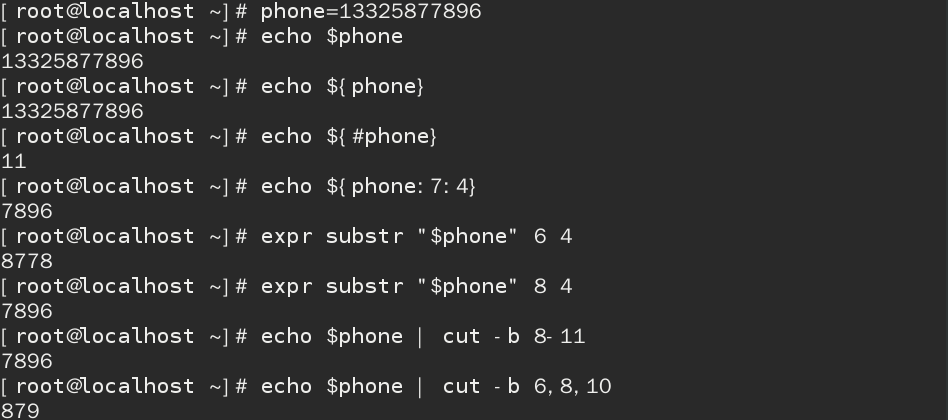 [root@localhost ~]# phone=13325877896
[root@localhost ~]# echo $phone
13325877896
[root@localhost ~]# echo ${phone}
13325877896
[root@localhost ~]# echo ${#phone}
11
[root@localhost ~]# echo ${phone:7:4}
7896
[root@localhost ~]# expr substr "$phone" 6 4
8778
[root@localhost ~]# expr substr "$phone" 8 4
7896
[root@localhost ~]# echo $phone | cut -b 8-11
7896
[root@localhost ~]# echo $phone | cut -b 6,8,10
879